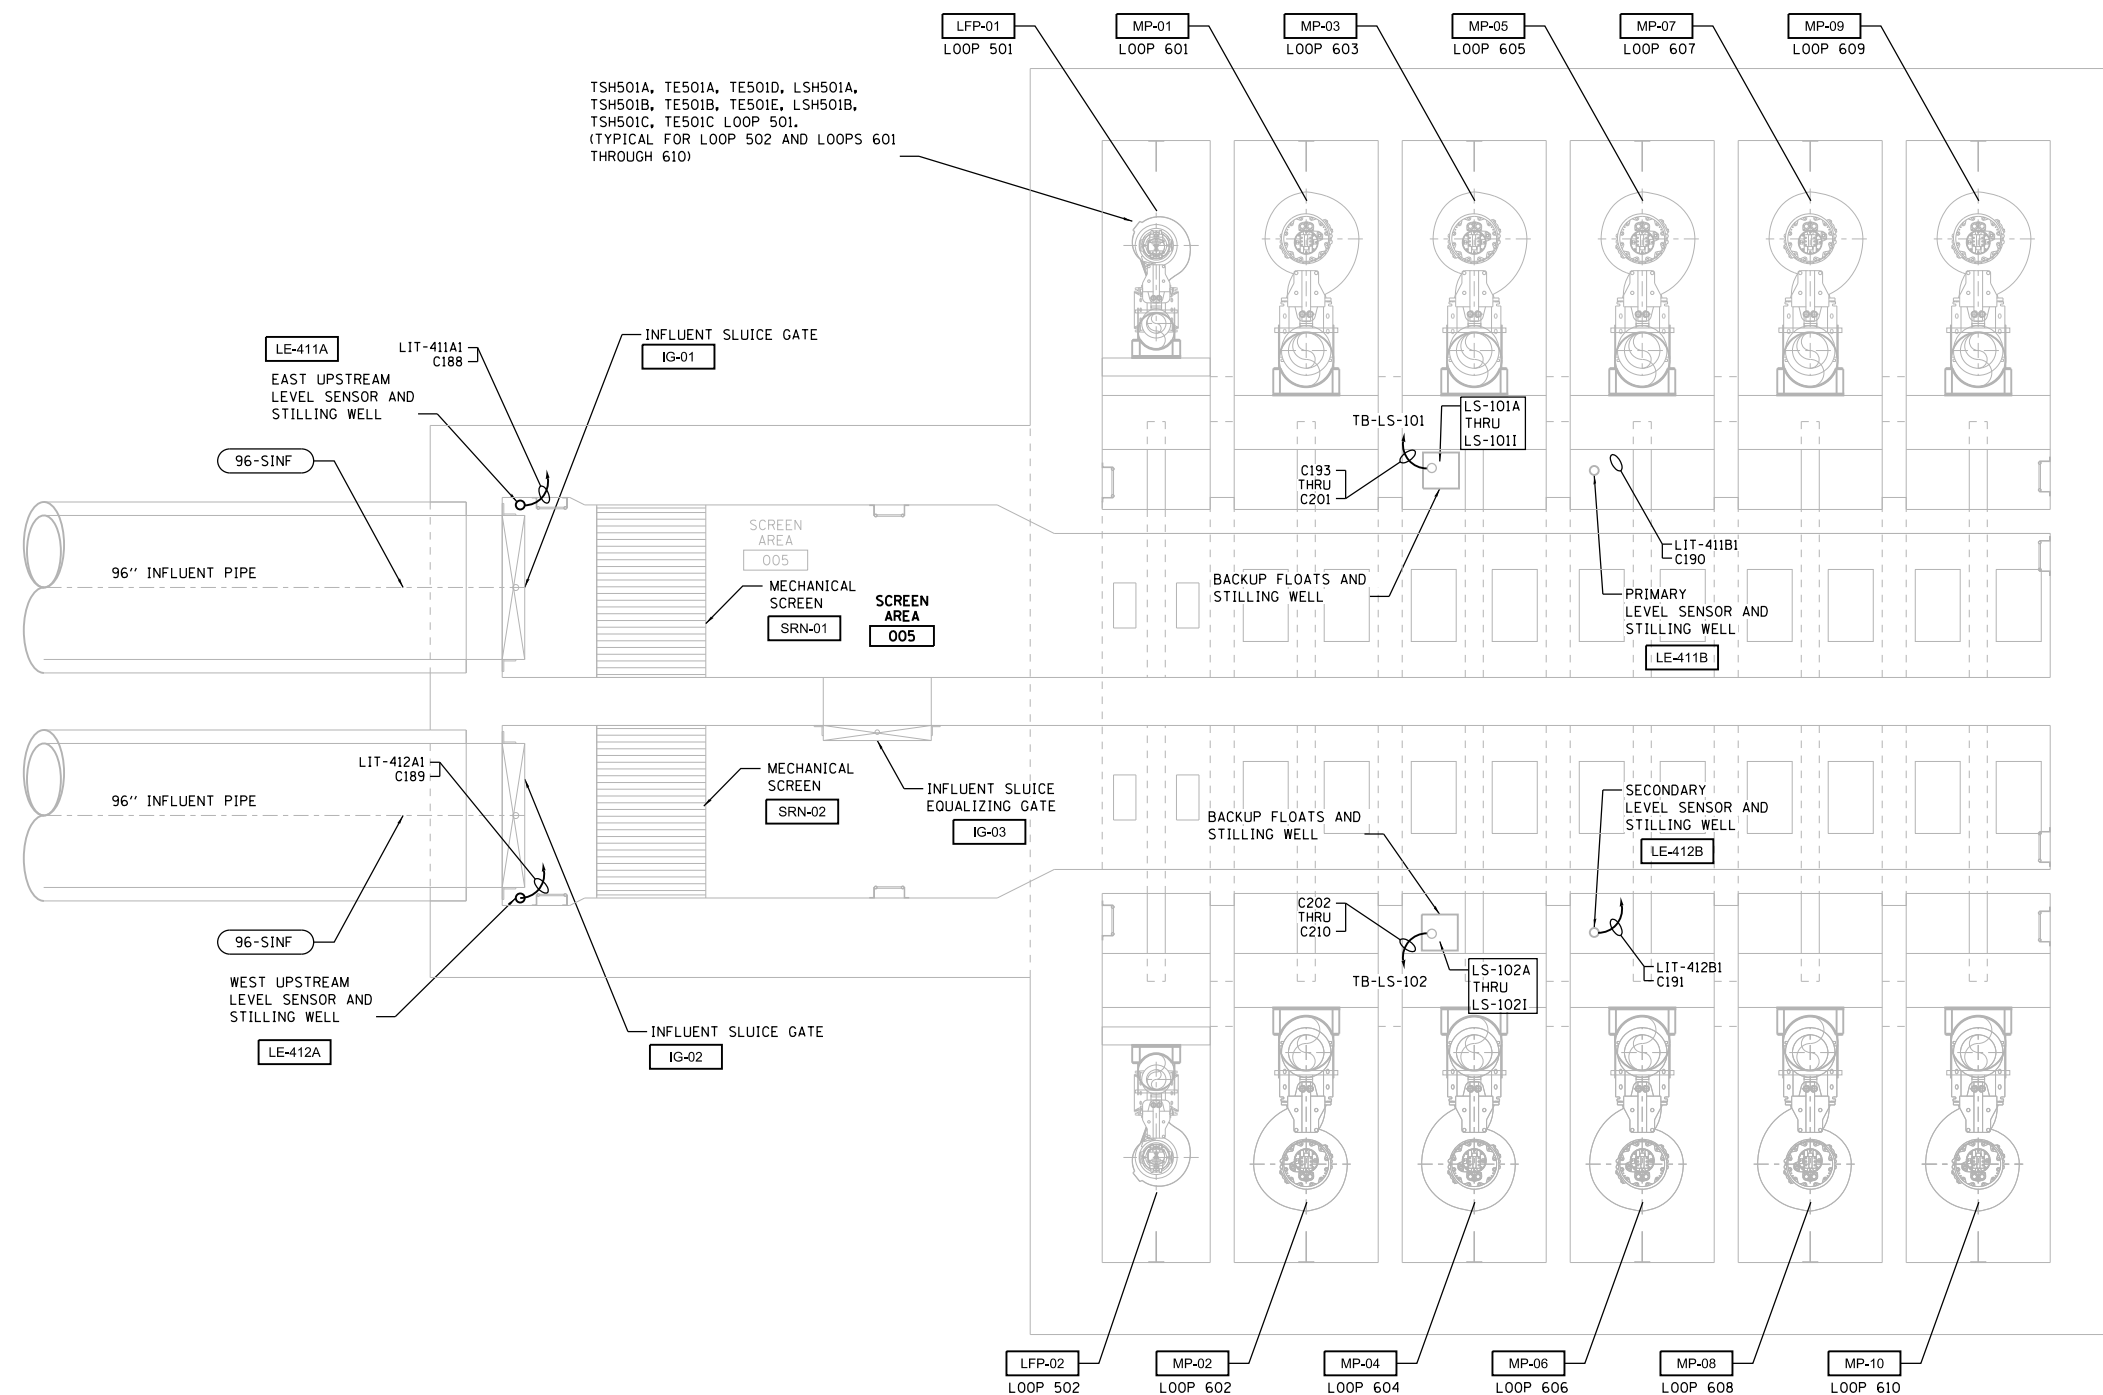 LFP-01
LOOP 501
MP-01
LOOP 601
MP-03
LOOP 603
MP-05
LOOP 605
MP-07
LOOP 607
MP-09
LOOP 609
TSH501A, TE501A, TE501D, LSH501A,
TSH501B, TE501B, TE501E, LSH501B,
TSH501C, TE501C LOOP 501.
(TYPICAL FOR LOOP 502 AND LOOPS 601
THROUGH 610)
LE-411A
EAST UPSTREAM
LEVEL SENSOR AND
STILLING WELL
LIT-411A1
C188
INFLUENT SLUICE GATE
IG-01
96-SINF
96'' INFLUENT PIPE
SCREEN
AREA
005
MECHANICAL
SCREEN
SRN-01
SCREEN
AREA
005
TB-LS-101
LS-101A
THRU
LS-101I
C193
THRU
C201
BACKUP FLOATS AND
STILLING WELL
LIT-411B1
C190
PRIMARY
LEVEL SENSOR AND
STILLING WELL
LE-411B
LIT-412A1
C189
96'' INFLUENT PIPE
MECHANICAL
SCREEN
SRN-02
INFLUENT SLUICE
EQUALIZING GATE
IG-03
BACKUP FLOATS AND
STILLING WELL
SECONDARY
LEVEL SENSOR AND
STILLING WELL
LE-412B
96-SINF
WEST UPSTREAM
LEVEL SENSOR AND
STILLING WELL
LE-412A
INFLUENT SLUICE GATE
IG-02
C202
THRU
C210
TB-LS-102
LS-102A
THRU
LS-102I
LIT-412B1
C191
LFP-02
LOOP 502
MP-02
LOOP 602
MP-04
LOOP 604
MP-06
LOOP 606
MP-08
LOOP 608
MP-10
LOOP 610